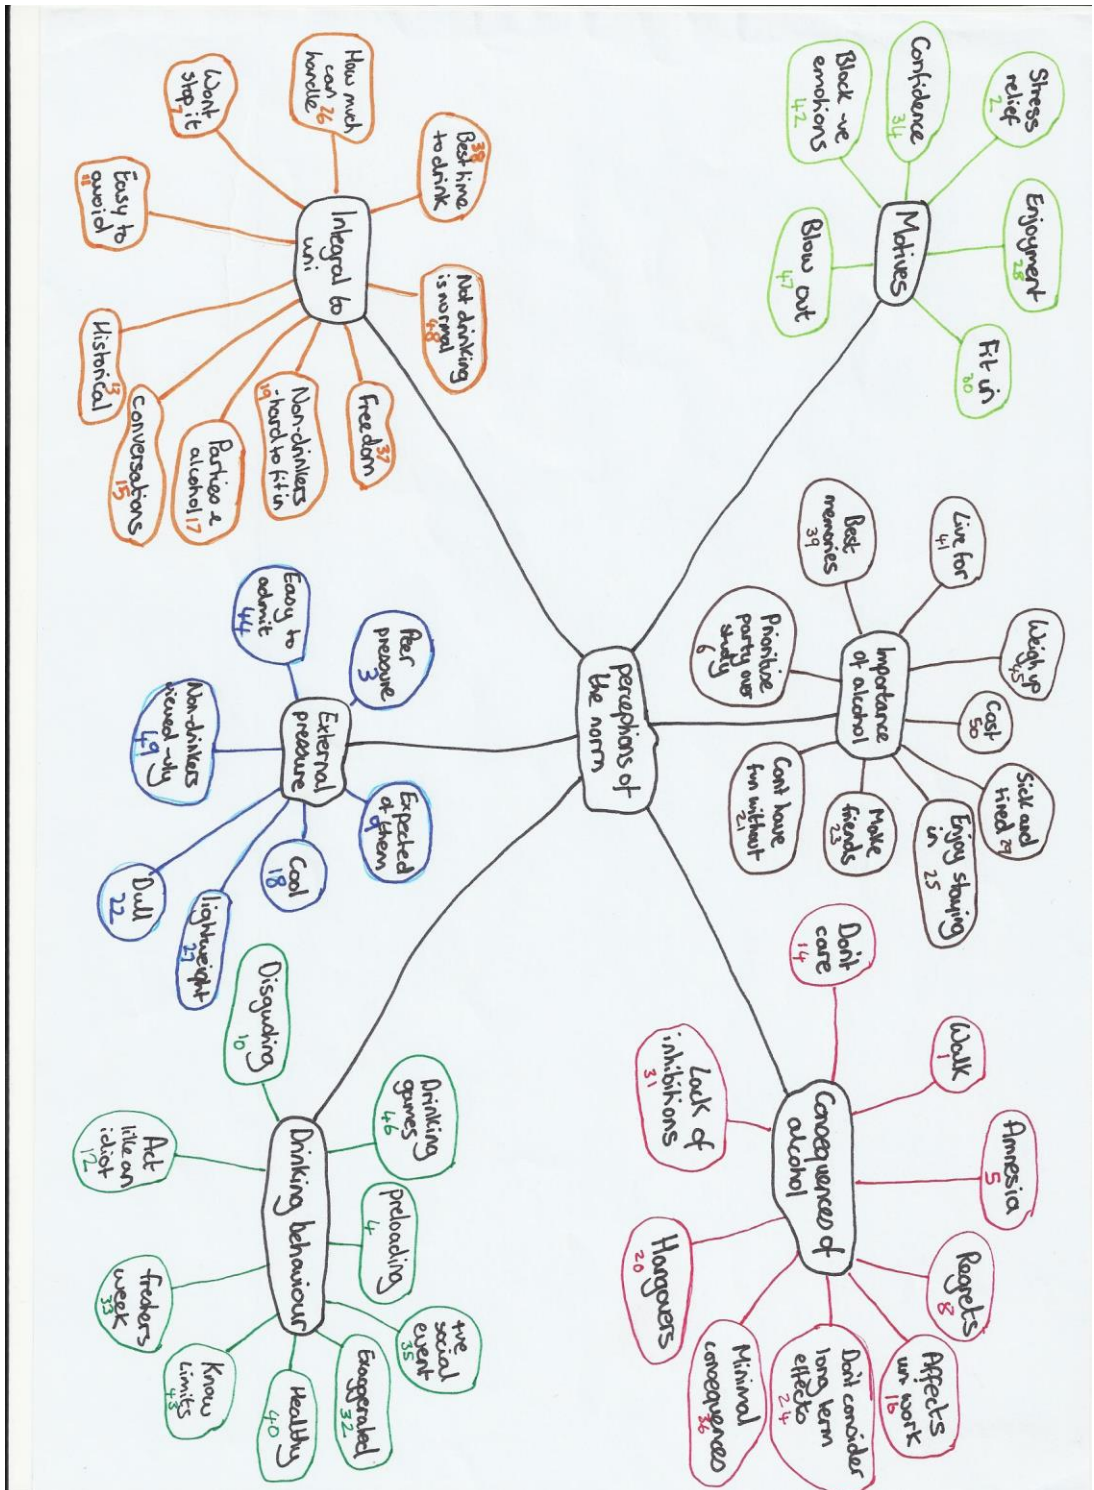 perceptions of
the norm
Motives
Stress
relief
2
Confidence
34
Block -ve
emotions
42
Enjoyment
28
Blow out
47
Fit in
30
Importance
of alcohol
Live for
41
Best
memories
39
Weigh up
45
Prioritise
party over
study
6
Cost
50
Sick and
tired 29
Enjoy staying
in 25
Make
friends
23
Cant have
fun without
21
Consequences of
alcohol
Don't
care
14
Walk
1
Amnesia
5
Lack of
inhibitions
31
Regrets
8
Hangovers
20
Affects
uni work
16
Don't consider
long term
effects
24
Minimal
consequences
36
Integral to
uni
How much
can 26
handle
Wont
stop it
7
38
Best time
to drink
Easy to
avoid
11
Not drinking
is normal
48
Historical
13
Conversations
15
Parties &
alcohol 17
Non-drinkers
-hard to fit in
19
37
Freedom
External
pressure
Easy to
admit
44
Peer
pressure
3
Non-drinkers
viewed -vly
49
Expected
of them
9
Cool
18
Dull
22
lightweight
27
Drinking behaviour
Disgusting
10
Drinking
games
46
Act
like an
idiot
12
preloading
4
freshers
week
33
+ve
social
event
35
Know
Limits
43
Healthy
40
Exaggerated
32